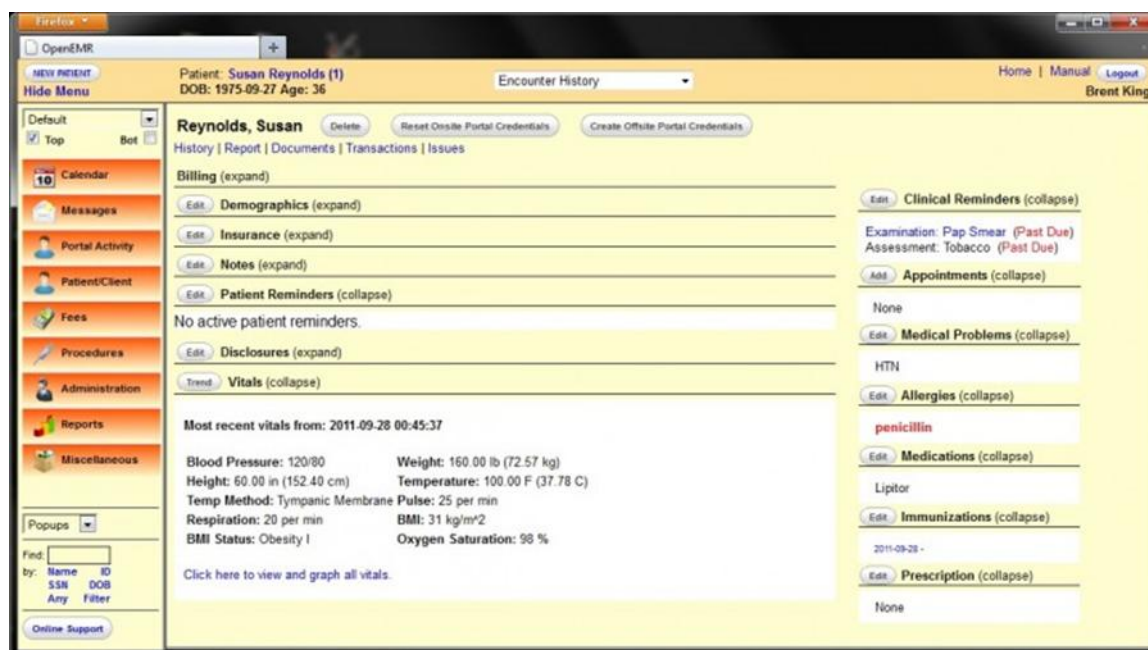 Firefox
OpenEMR
NEW PATIENT
Hide Menu
Patient: Susan Reynolds (1)
DOB: 1975-09-27 Age: 36
Encounter History
Home | Manual Logout
Brent King
Default
Top Bot
10 Calendar
Messages
Portal Activity
Patient/Client
Fees
Procedures
Administration
Reports
Miscellaneous
Popups
Find:
by: Name ID
SSN DOB
Any Filter
Online Support
Reynolds, Susan Delete Reset Onsite Portal Credentials Create Offsite Portal Credentials
History | Report | Documents | Transactions | Issues
Billing (expand)
Edit Demographics (expand)
Edit Insurance (expand)
Edit Notes (expand)
Edit Patient Reminders (collapse)
No active patient reminders.
Edit Disclosures (expand)
Trend Vitals (collapse)
Most recent vitals from: 2011-09-28 00:45:37
Blood Pressure: 120/80 Weight: 160.00 lb (72.57 kg)
Height: 60.00 in (152.40 cm) Temperature: 100.00 F (37.78 C)
Temp Method: Tympanic Membrane Pulse: 25 per min
Respiration: 20 per min BMI: 31 kg/m^2
BMI Status: Obesity I Oxygen Saturation: 98 %
Click here to view and graph all vitals.
Edit Clinical Reminders (collapse)
Examination: Pap Smear (Past Due)
Assessment: Tobacco (Past Due)
Add Appointments (collapse)
None
Edit Medical Problems (collapse)
HTN
Edit Allergies (collapse)
penicillin
Edit Medications (collapse)
Lipitor
Edit Immunizations (collapse)
2011-09-28 -
Edit Prescription (collapse)
None